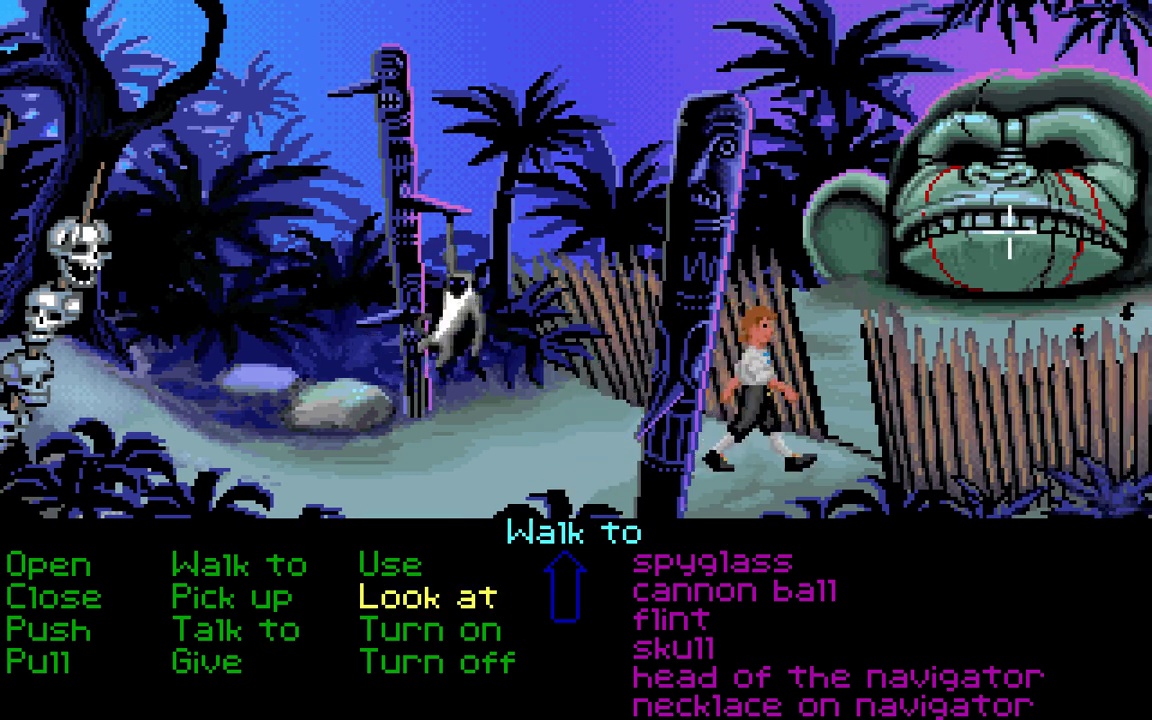 Walk to
Open Walk to Use
Close Pick up Look at
Push Talk to Turn on
Pull Give Turn off
spyglass
cannon ball
flint
skull
head of the navigator
necklace on navigator